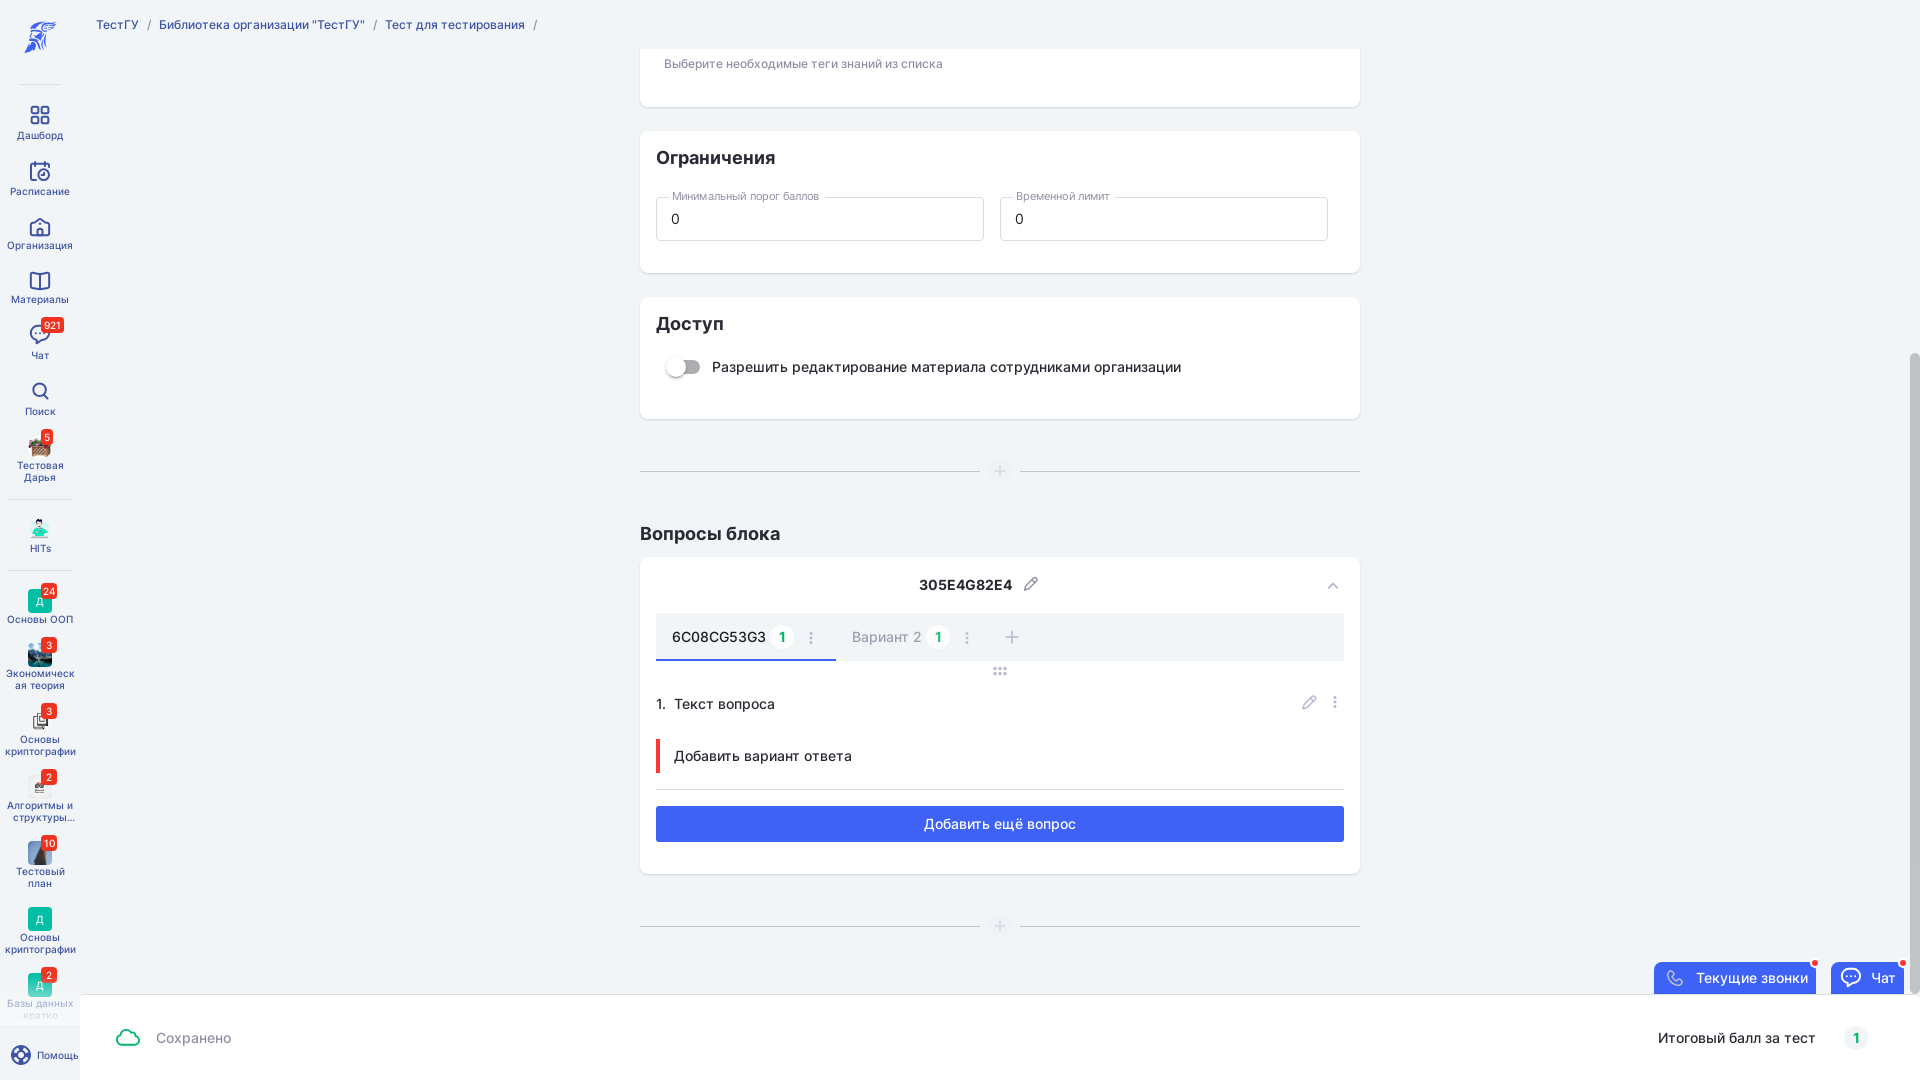 ТестГУ / Библиотека организации "ТестГУ" / Тест для тестирования /
Дашборд
Расписание
Организация
Материалы
921
Чат
Поиск
5
Тестовая
Дарья
HITs
24
Д
Основы ООП
3
Экономическ
ая теория
3
Основы
криптографии
2
Алгоритмы и
структуры...
10
Тестовый
план
Д
Основы
криптографии
2
Д
Базы данных
кратко
Помощь
Выберите необходимые теги знаний из списка
Ограничения
Минимальный порог баллов
0
Временной лимит
0
Доступ
Разрешить редактирование материала сотрудниками организации
Вопросы блока
305E4G82E4
6C08CG53G3 1 Вариант 2 1
1. Текст вопроса
Добавить вариант ответа
Добавить ещё вопрос
Текущие звонки
Чат
Сохранено
Итоговый балл за тест 1